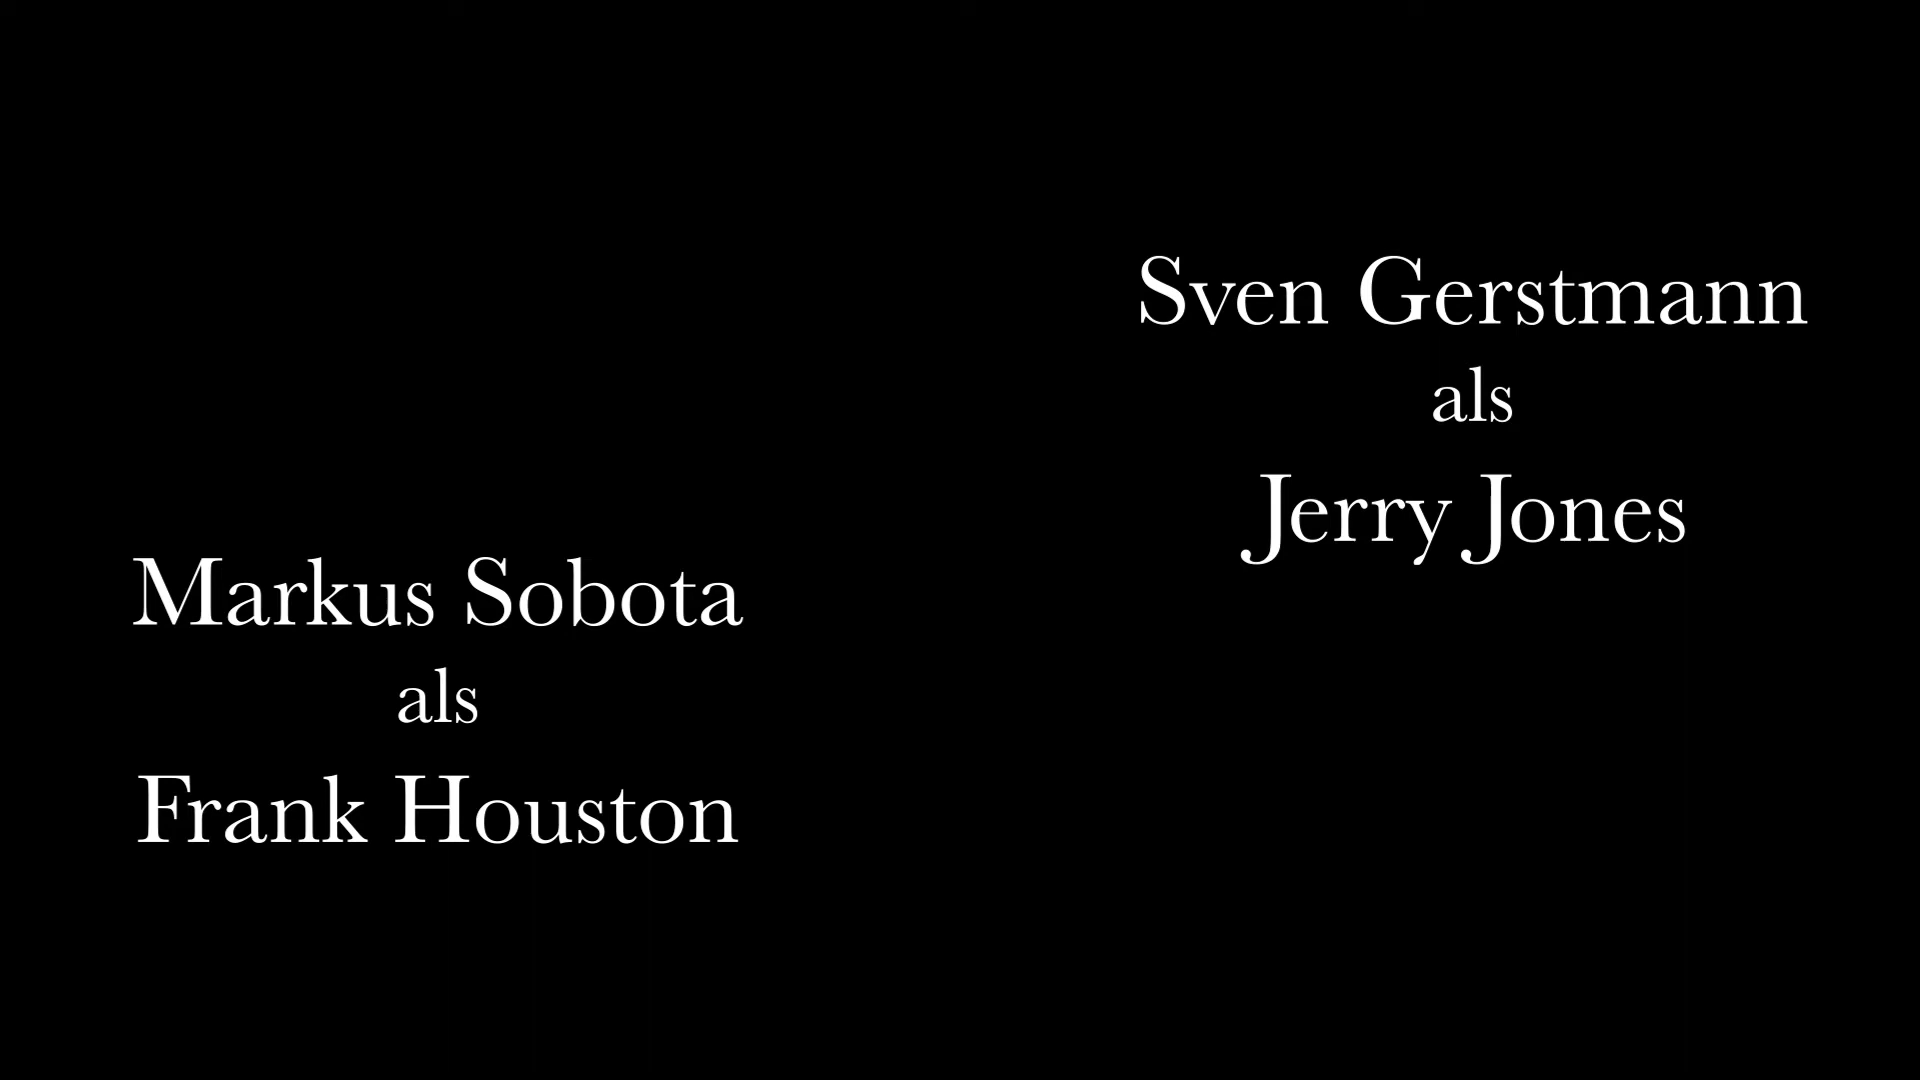 Markus Sobota
als
Frank Houston
Sven Gerstmann
als
Jerry Jones